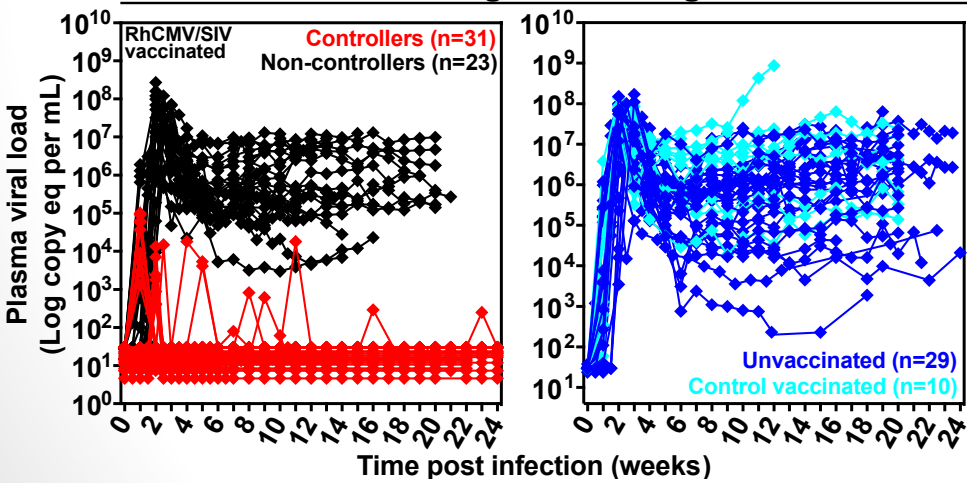 RhCMV/SIV
vaccinated
Controllers (n=31)
Non-controllers (n=23)
Plasma viral load
(Log copy eq per mL)
10¹⁰
10⁹
10⁸
10⁷
10⁶
10⁵
10⁴
10³
10²
10¹
10⁰
0 2 4 6 8 10 12 14 16 18 20 22 24
10¹⁰
10⁹
10⁸
10⁷
10⁶
10⁵
10⁴
10³
10²
10¹
Unvaccinated (n=29)
Control vaccinated (n=10)
0 2 4 6 8 10 12 14 16 18 20 22 24
Time post infection (weeks)